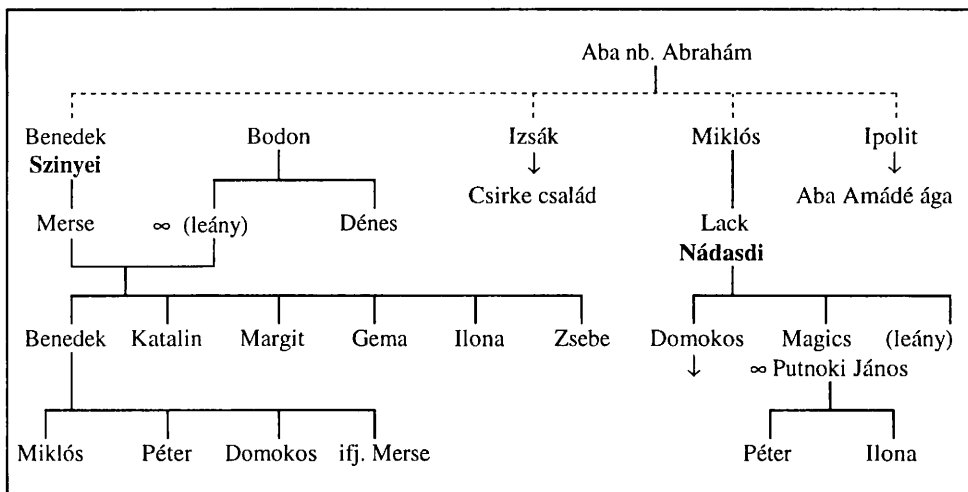 Aba nb. Abrahám
Benedek Bodon Izsák Miklós Ipolit
Szinyei ↓ ↓
Csirke család Aba Amádé ága
Merse ∞ (leány) Dénes Lack
Nádasdi
Benedek Katalin Margit Gema Ilona Zsebe Domokos Magics (leány)
↓ ∞ Putnoki János
Miklós Péter Domokos ifj. Merse Péter Ilona